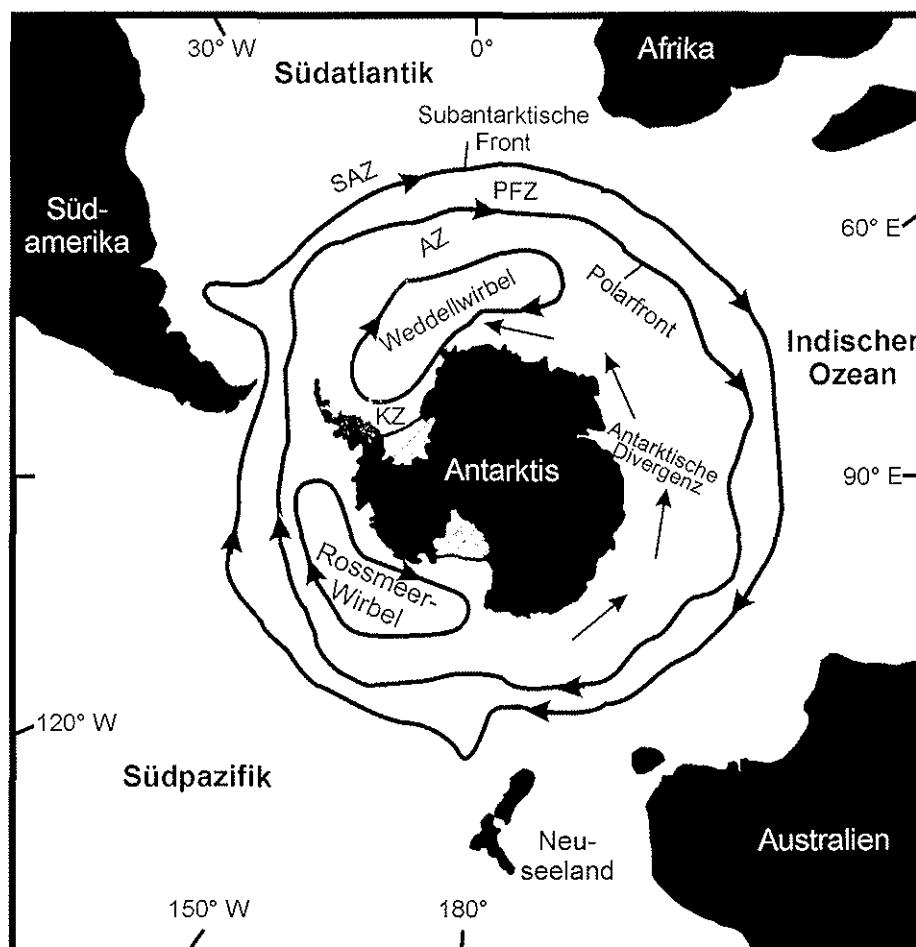 30° W
0°
Afrika
Südatlantik
Subantarktische
Front
SAZ
PFZ
Süd-
amerika
60° E
AZ
Polarfront
Weddellwirbel
Indischer
Ozean
KZ
Antarktische
Divergenz
Antarktis
90° E
Rossmeer-
Wirbel
120° W
Südpazifik
Neu-
seeland
Australien
150° W
180°